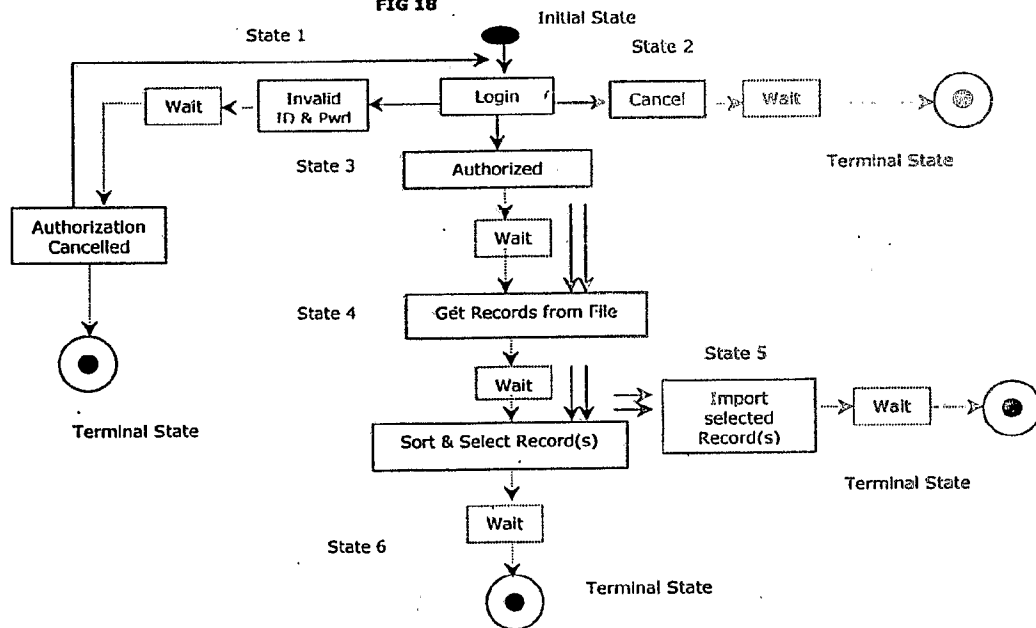 FIG 18
Initial State
State 1
State 2
Wait
Invalid
ID & Pwd
Login
Cancel
Wait
Terminal State
State 3
Authorized
Authorization
Cancelled
Wait
State 4
Get Records from File
State 5
Wait
Import
selected
Record(s)
Wait
Terminal State
Sort & Select Record(s)
Terminal State
Wait
State 6
Terminal State